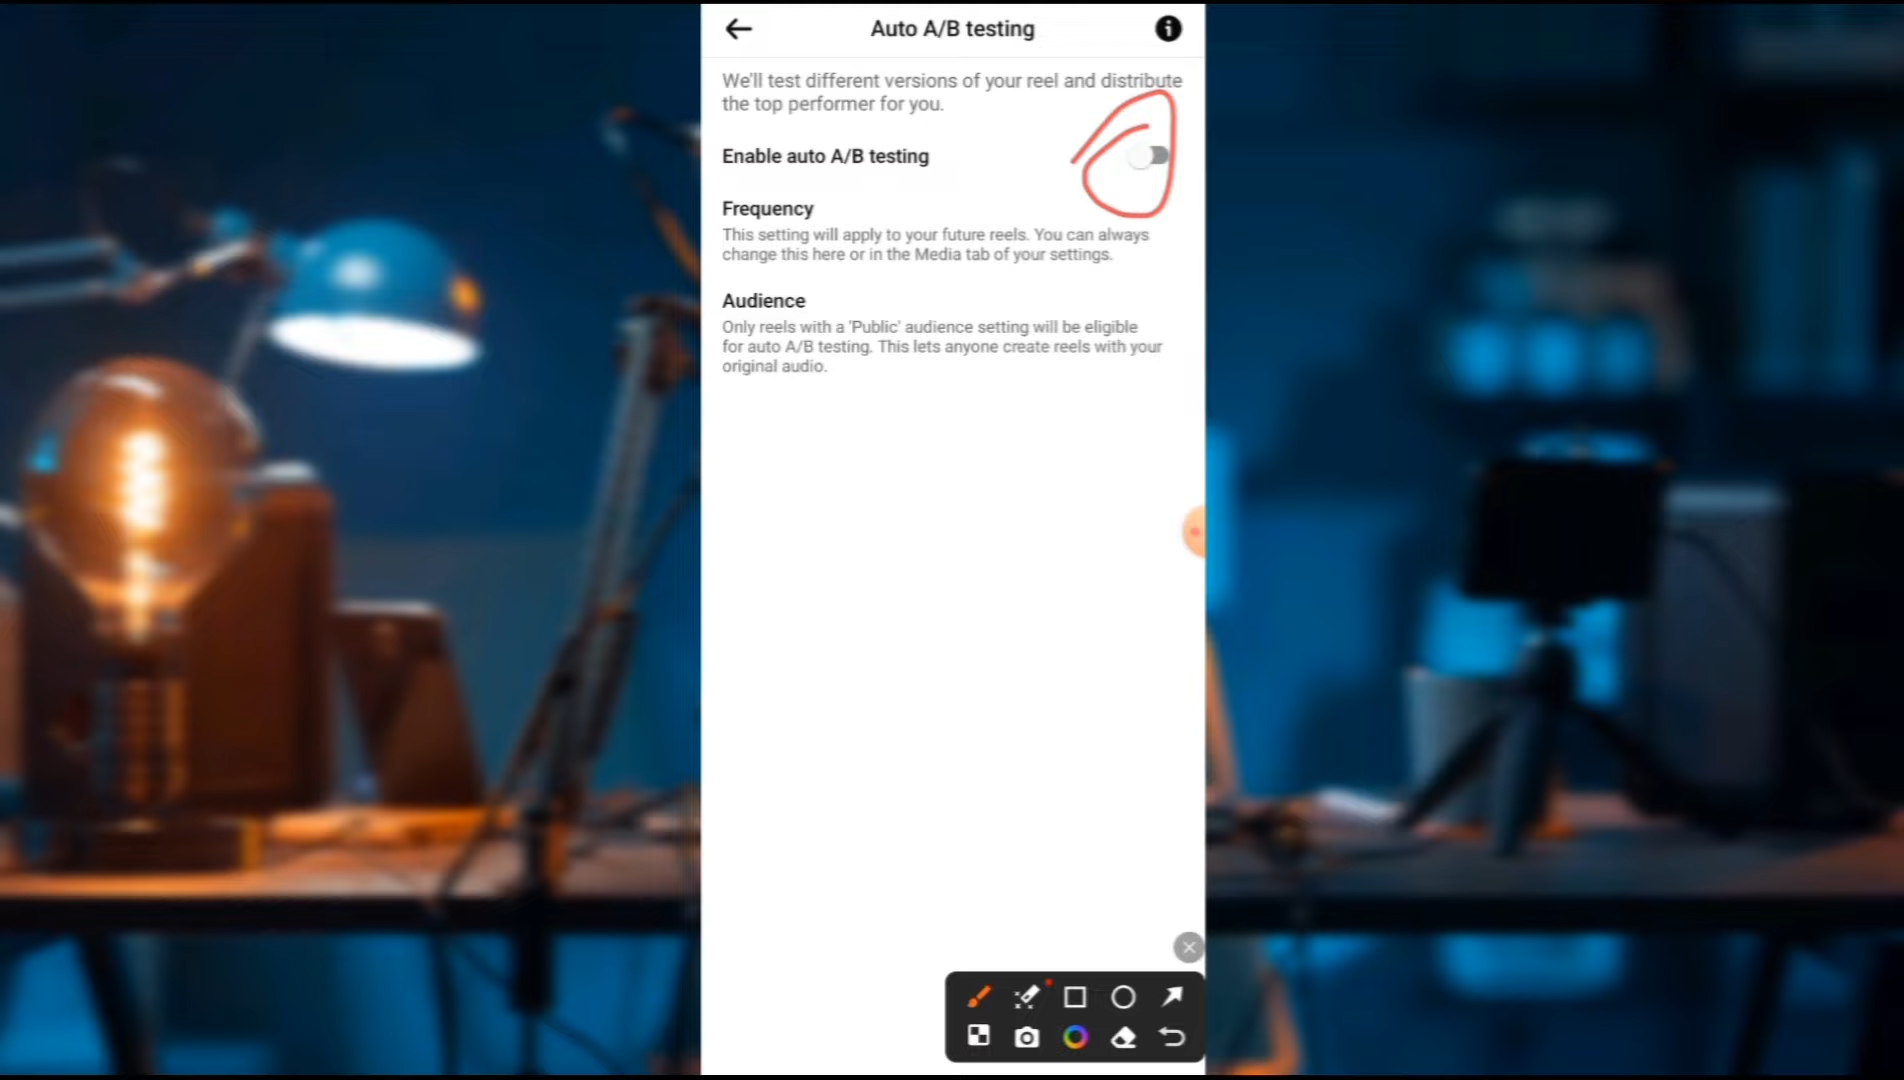 Auto A/B testing
We'll test different versions of your reel and distribute
the top performer for you.
Enable auto A/B testing
Frequency
This setting will apply to your future reels. You can always
change this here or in the Media tab of your settings.
Audience
Only reels with a 'Public' audience setting will be eligible
for auto A/B testing. This lets anyone create reels with your
original audio.